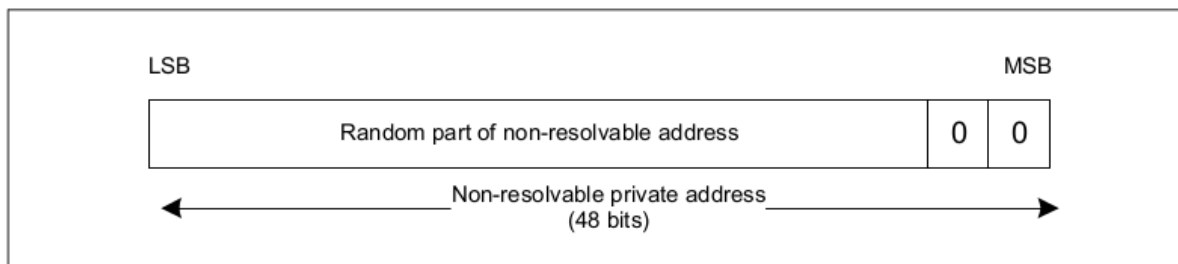 LSB MSB
Random part of non-resolvable address 0 0
Non-resolvable private address
(48 bits)